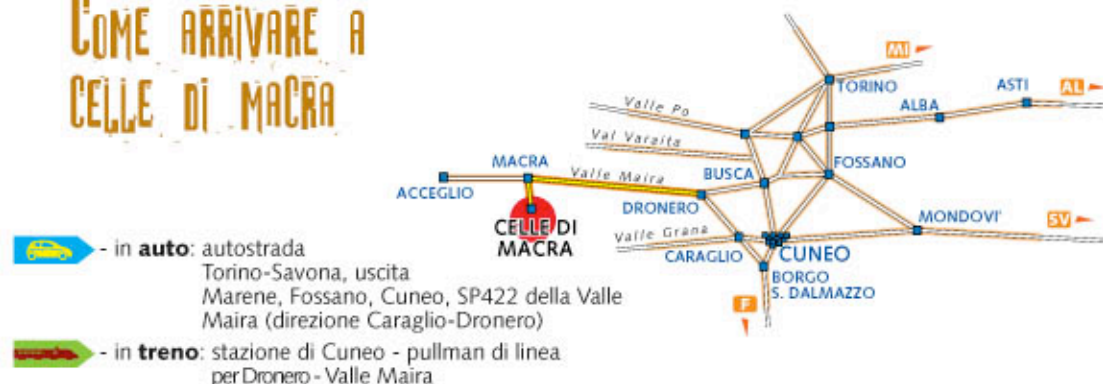 COME ARRIVARE A
CELLE DI MACRA
MI
TORINO
ASTI
AL
ALBA
Valle Po
Val Varaita
MACRA
Valle Maira
BUSCA
FOSSANO
ACCEGLIO
DRONERO
CELLE DI
MACRA
MONDOVI'
SV
Valle Grana
CARAGLIO
CUNEO
BORGO
S. DALMAZZO
F
- in auto: autostrada
Torino-Savona, uscita
Marene, Fossano, Cuneo, SP422 della Valle
Maira (direzione Caraglio-Dronero)
- in treno: stazione di Cuneo - pullman di linea
per Dronero - Valle Maira